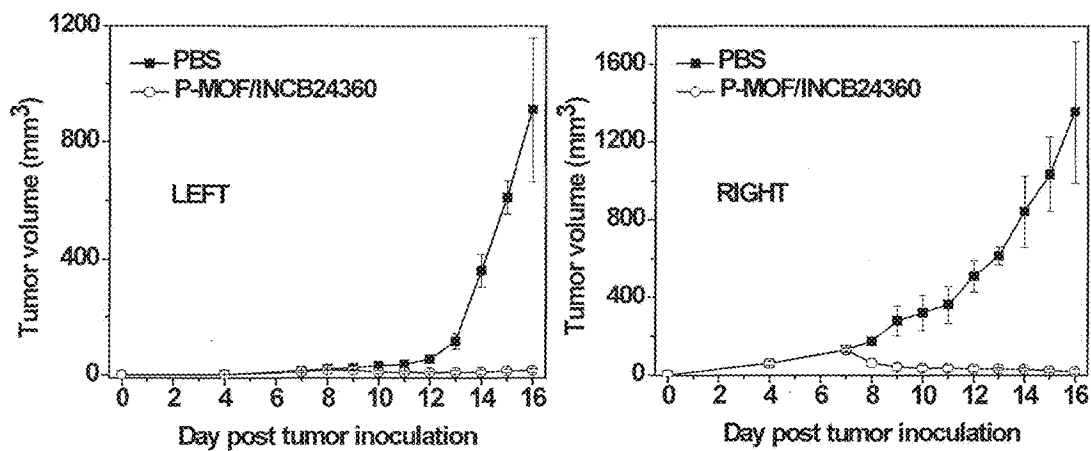 1200
800
400
0
Tumor volume (mm³)
PBS
P-MOF/INCB24360
LEFT
0 2 4 6 8 10 12 14 16
Day post tumor inoculation
1600
1200
800
400
0
Tumor volume (mm³)
PBS
P-MOF/INCB24360
RIGHT
0 2 4 6 8 10 12 14 16
Day post tumor inoculation